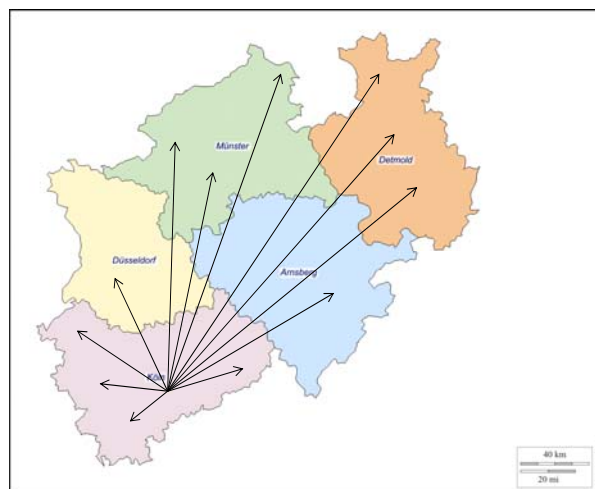 Münster
Detmold
Düsseldorf
Arnsberg
Köln
40 km
20 mi